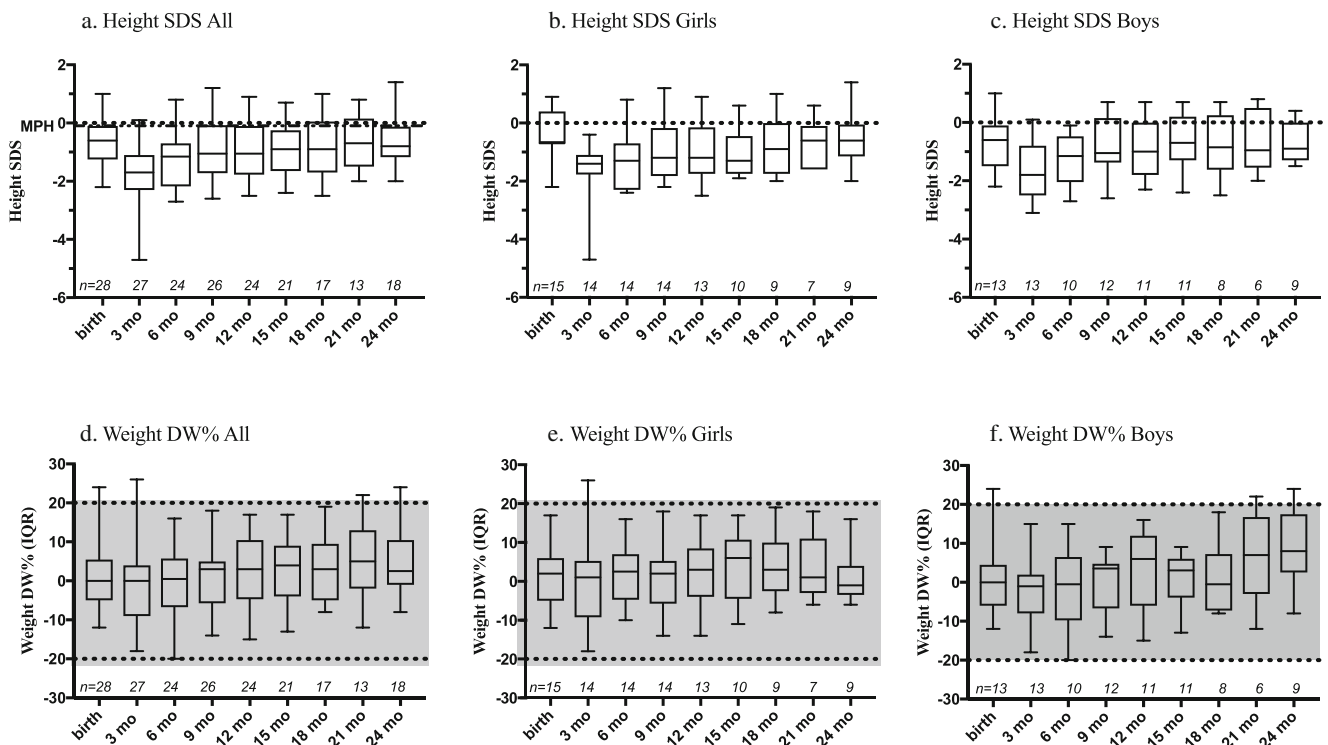 a. Height SDS All
b. Height SDS Girls
c. Height SDS Boys
Height SDS
2
MPH 0
-2
-4
-6
n=28 27 24 26 24 21 17 13 18
birth 3 mo 6 mo 9 mo 12 mo 15 mo 18 mo 21 mo 24 mo
Height SDS
2
0
-2
-4
-6
n=15 14 14 14 13 10 9 7 9
birth 3 mo 6 mo 9 mo 12 mo 15 mo 18 mo 21 mo 24 mo
Height SDS
2
0
-2
-4
-6
n=13 13 10 12 11 11 8 6 9
birth 3 mo 6 mo 9 mo 12 mo 15 mo 18 mo 21 mo 24 mo
d. Weight DW% All
e. Weight DW% Girls
f. Weight DW% Boys
Weight DW% (IQR)
30
20
10
0
-10
-20
-30
n=28 27 24 26 24 21 17 13 18
birth 3 mo 6 mo 9 mo 12 mo 15 mo 18 mo 21 mo 24 mo
Weight DW% (IQR)
30
20
10
0
-10
-20
-30
n=15 14 14 14 13 10 9 7 9
birth 3 mo 6 mo 9 mo 12 mo 15 mo 18 mo 21 mo 24 mo
Weight DW% (IQR)
30
20
10
0
-10
-20
-30
n=13 13 10 12 11 11 8 6 9
birth 3 mo 6 mo 9 mo 12 mo 15 mo 18 mo 21 mo 24 mo